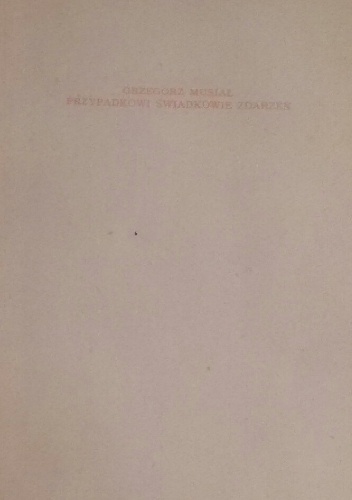 GRZEGORZ MUSIAŁ
PRZYPADKOWI ŚWIADKOWIE ZDARZEŃ